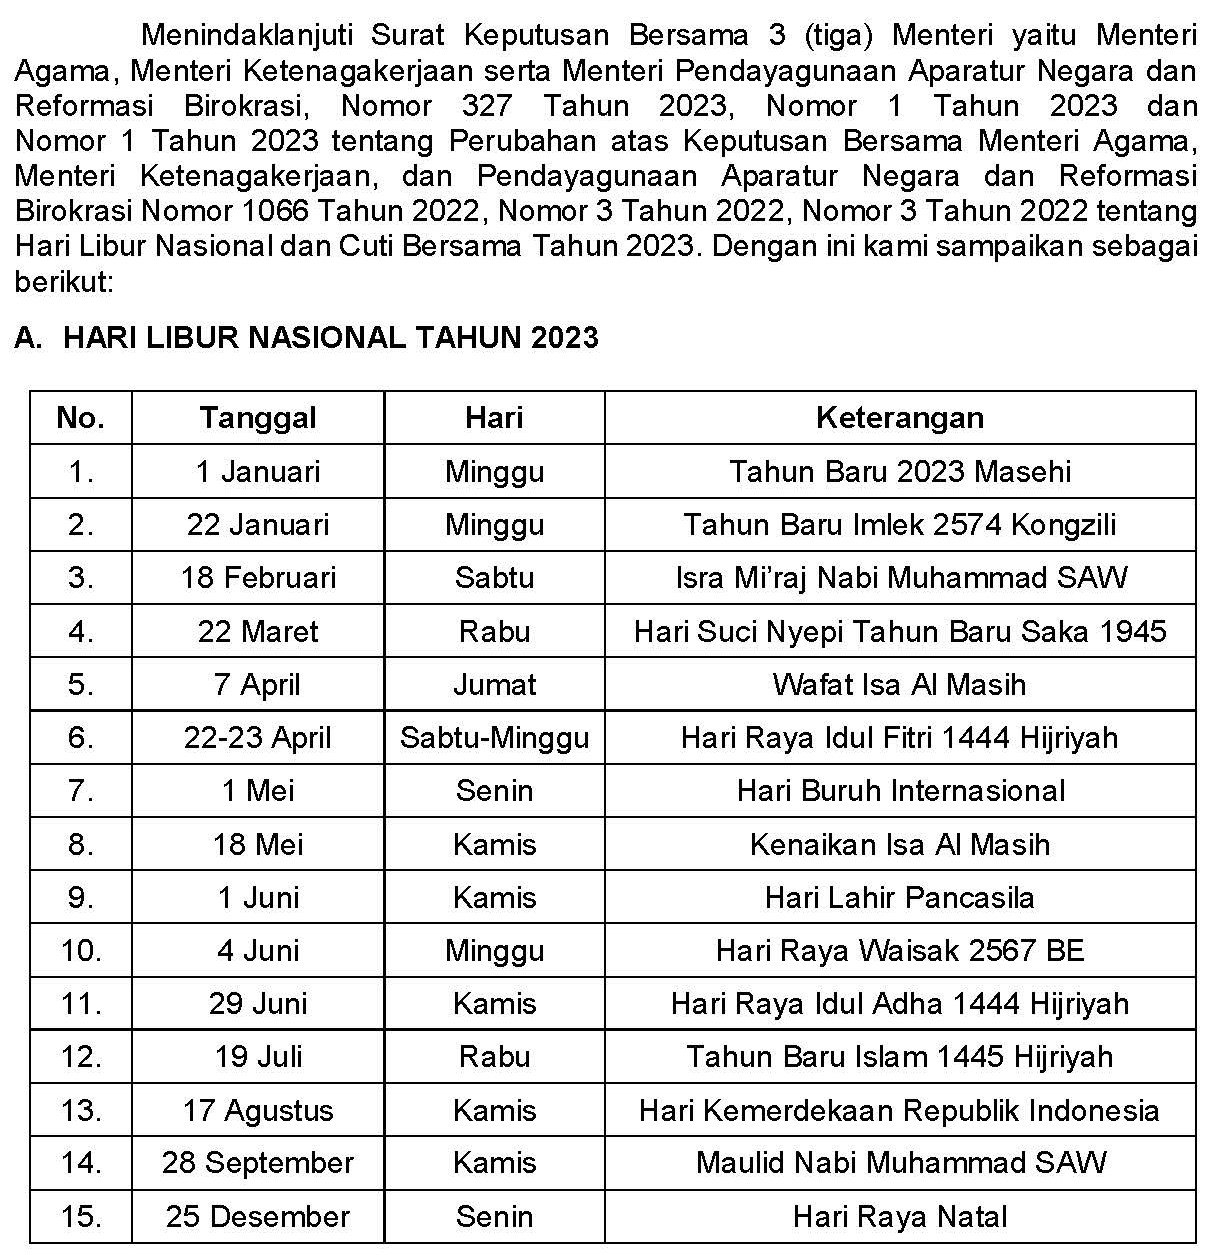 Menindaklanjuti Surat Keputusan Bersama 3 (tiga) Menteri yaitu Menteri
Agama, Menteri Ketenagakerjaan serta Menteri Pendayagunaan Aparatur Negara dan
Reformasi Birokrasi, Nomor 327 Tahun 2023, Nomor 1 Tahun 2023 dan
Nomor 1 Tahun 2023 tentang Perubahan atas Keputusan Bersama Menteri Agama,
Menteri Ketenagakerjaan, dan Pendayagunaan Aparatur Negara dan Reformasi
Birokrasi Nomor 1066 Tahun 2022, Nomor 3 Tahun 2022, Nomor 3 Tahun 2022 tentang
Hari Libur Nasional dan Cuti Bersama Tahun 2023. Dengan ini kami sampaikan sebagai
berikut:
A. HARI LIBUR NASIONAL TAHUN 2023
No. Tanggal Hari Keterangan
1. 1 Januari Minggu Tahun Baru 2023 Masehi
2. 22 Januari Minggu Tahun Baru Imlek 2574 Kongzili
3. 18 Februari Sabtu Isra Mi’raj Nabi Muhammad SAW
4. 22 Maret Rabu Hari Suci Nyepi Tahun Baru Saka 1945
5. 7 April Jumat Wafat Isa Al Masih
6. 22-23 April Sabtu-Minggu Hari Raya Idul Fitri 1444 Hijriyah
7. 1 Mei Senin Hari Buruh Internasional
8. 18 Mei Kamis Kenaikan Isa Al Masih
9. 1 Juni Kamis Hari Lahir Pancasila
10. 4 Juni Minggu Hari Raya Waisak 2567 BE
11. 29 Juni Kamis Hari Raya Idul Adha 1444 Hijriyah
12. 19 Juli Rabu Tahun Baru Islam 1445 Hijriyah
13. 17 Agustus Kamis Hari Kemerdekaan Republik Indonesia
14. 28 September Kamis Maulid Nabi Muhammad SAW
15. 25 Desember Senin Hari Raya Natal